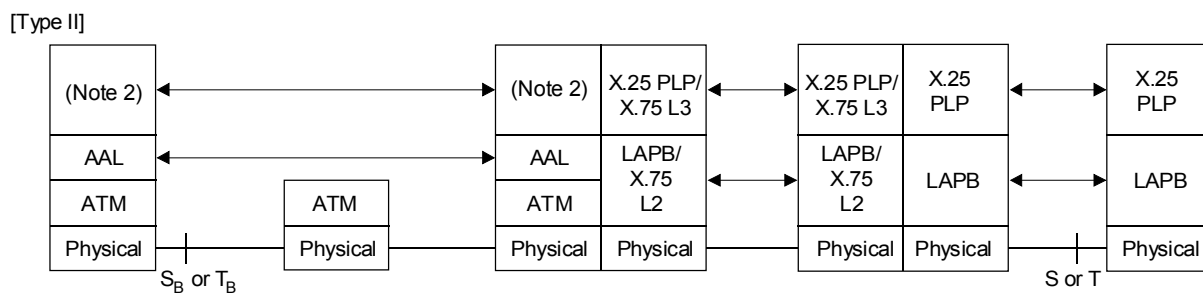 [Type II]
(Note 2)
(Note 2)
X.25 PLP/
X.75 L3
X.25 PLP/
X.75 L3
X.25
PLP
X.25
PLP
AAL
AAL
LAPB/
X.75
L2
LAPB/
X.75
L2
LAPB
LAPB
ATM
ATM
ATM
Physical
Physical
Physical
Physical
Physical
Physical
Physical
S_B or T_B
S or T